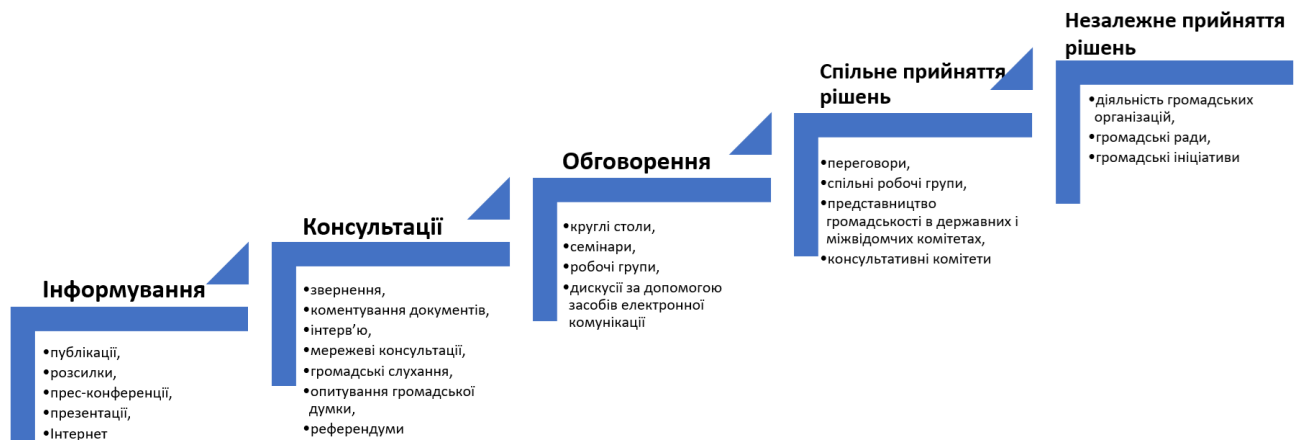 Інформування
•публікації,
•розсилки,
•прес-конференції,
•презентації,
•Інтернет
Консультації
•звернення,
•коментування документів,
•інтерв’ю,
•мережеві консультації,
•громадські слухання,
•опитування громадської
думки,
•референдуми
Обговорення
•круглі столи,
•семінари,
•робочі групи,
•дискусії за допомогою
засобів електронної
комунікації
Спільне прийняття
рішень
•переговори,
•спільні робочі групи,
•представництво
громадськості в державних і
міжвідомчих комітетах,
•консультативні комітети
Незалежне прийняття
рішень
•діяльність громадських
організацій,
•громадські ради,
•громадські ініціативи